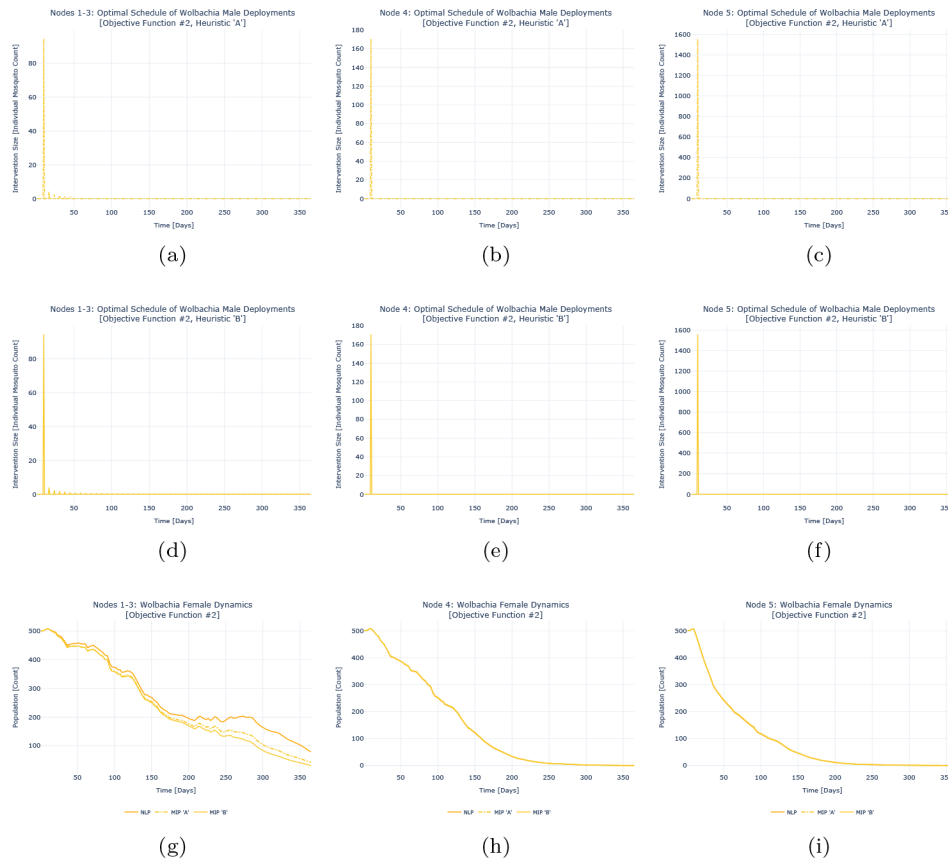 Nodes 1-3: Optimal Schedule of Wolbachia Male Deployments
[Objective Function #2, Heuristic 'A']
Intervention Size [Individual Mosquito Count]
80
60
40
20
0
50 100 150 200 250 300 350
Time [Days]
(a)
Node 4: Optimal Schedule of Wolbachia Male Deployments
[Objective Function #2, Heuristic 'A']
Intervention Size [Individual Mosquito Count]
180
160
140
120
100
80
60
40
20
0
50 100 150 200 250 300 350
Time [Days]
(b)
Node 5: Optimal Schedule of Wolbachia Male Deployments
[Objective Function #2, Heuristic 'A']
Intervention Size [Individual Mosquito Count]
1600
1400
1200
1000
800
600
400
200
0
50 100 150 200 250 300 350
Time [Days]
(c)
Nodes 1-3: Optimal Schedule of Wolbachia Male Deployments
[Objective Function #2, Heuristic 'B']
Intervention Size [Individual Mosquito Count]
80
60
40
20
0
50 100 150 200 250 300 350
Time [Days]
(d)
Node 4: Optimal Schedule of Wolbachia Male Deployments
[Objective Function #2, Heuristic 'B']
Intervention Size [Individual Mosquito Count]
180
160
140
120
100
80
60
40
20
0
50 100 150 200 250 300 350
Time [Days]
(e)
Node 5: Optimal Schedule of Wolbachia Male Deployments
[Objective Function #2, Heuristic 'B']
Intervention Size [Individual Mosquito Count]
1600
1400
1200
1000
800
600
400
200
0
50 100 150 200 250 300 350
Time [Days]
(f)
Nodes 1-3: Wolbachia Female Dynamics
[Objective Function #2]
Population [Count]
500
400
300
200
100
50 100 150 200 250 300 350
Time [Days]
NLP MIP 'A' MIP 'B'
(g)
Node 4: Wolbachia Female Dynamics
[Objective Function #2]
Population [Count]
500
400
300
200
100
0
50 100 150 200 250 300 350
Time [Days]
NLP MIP 'A' MIP 'B'
(h)
Node 5: Wolbachia Female Dynamics
[Objective Function #2]
Population [Count]
500
400
300
200
100
0
50 100 150 200 250 300 350
Time [Days]
NLP MIP 'A' MIP 'B'
(i)